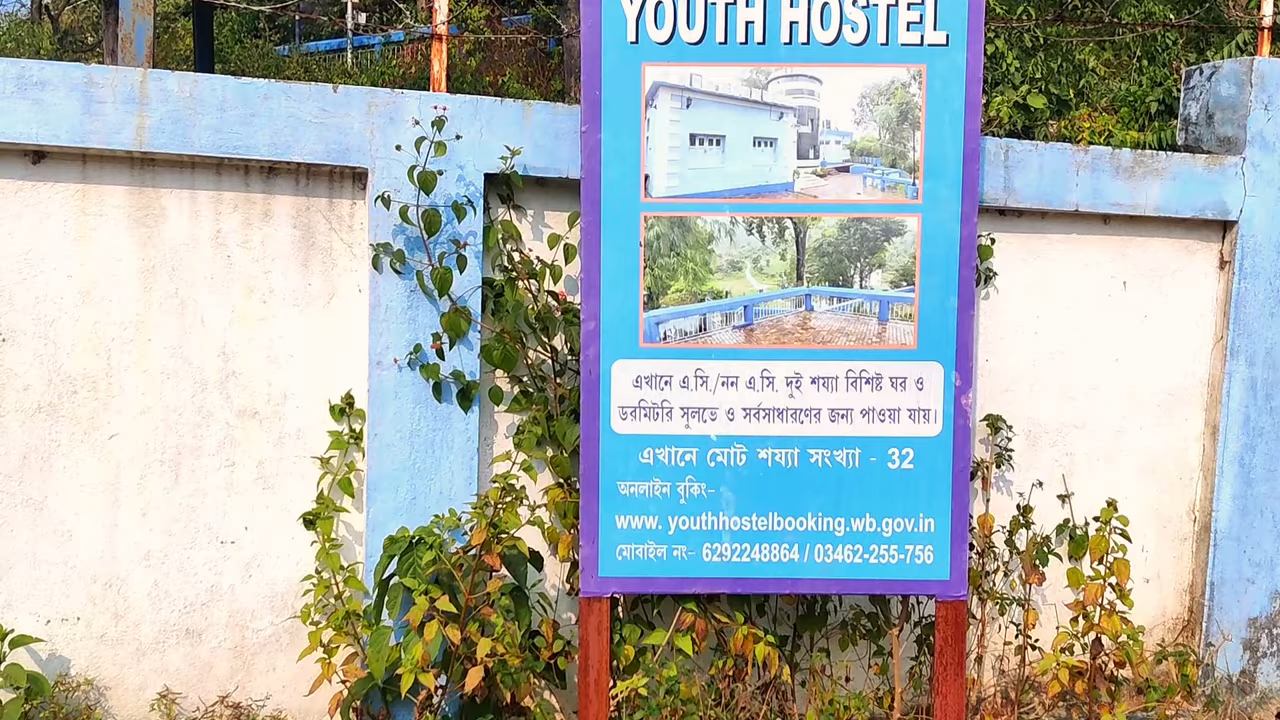 YOUTH HOSTEL
এখানে এ.সি./নন এ.সি. দুই শয্যা বিশিষ্ট ঘর ও
ডরমিটরি সুলভে ও সর্বসাধারণের জন্য পাওয়া যায়।
এখানে মোট শয্যা সংখ্যা - 32
অনলাইন বুকিং-
www. youthhostelbooking.wb.gov.in
মোবাইল নং- 6292248864 / 03462-255-756